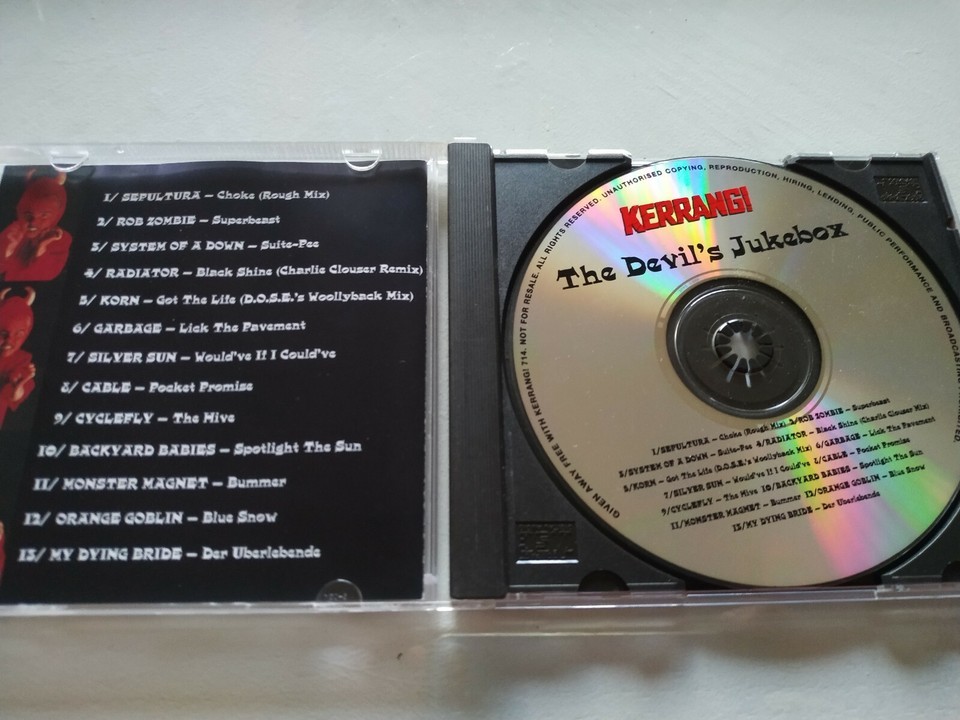 1/ SEPULTURA – Choke (Rough Mix)
2/ ROB ZOMBIE – Superbeast
3/ SYSTEM OF A DOWN – Suite-Pee
4/ RADIATOR – Black Shine (Charlie Clouser Remix)
5/ KORN – Got The Life (D.O.S.E.'s Woollyback Mix)
6/ GARBAGE – Lick The Pavement
7/ SILVER SUN – Would've If I Could've
8/ CABLE – Pocket Promise
9/ CYCLEFLY – The Hive
10/ BACKYARD BABIES – Spotlight The Sun
11/ MONSTER MAGNET – Bummer
12/ ORANGE GOBLIN – Blue Snow
13/ MY DYING BRIDE – Der Uberlebende
GIVEN AWAY FREE WITH KERRANG! 714. NOT FOR RESALE. ALL RIGHTS RESERVED. UNAUTHORISED COPYING, REPRODUCTION, HIRING, LENDING, PUBLIC PERFORMANCE AND BROADCASTING
KERRANG!
The Devil's Jukebox
1/SEPULTURA – Choke (Rough Mix) 2/ROB ZOMBIE – Superbeast
3/SYSTEM OF A DOWN – Suite-Pee 4/RADIATOR – Black Shine (Charlie Clouser Mix)
5/KORN – Got The Life (D.O.S.E.'s Woollyback Mix) 6/GARBAGE – Lick The Pavement
7/SILVER SUN – Would've If I Could've 8/CABLE – Pocket Promise
9/CYCLEFLY – The Hive 10/BACKYARD BABIES – Spotlight The Sun
11/MONSTER MAGNET – Bummer 12/ORANGE GOBLIN – Blue Snow
13/MY DYING BRIDE – Der Uberlebende